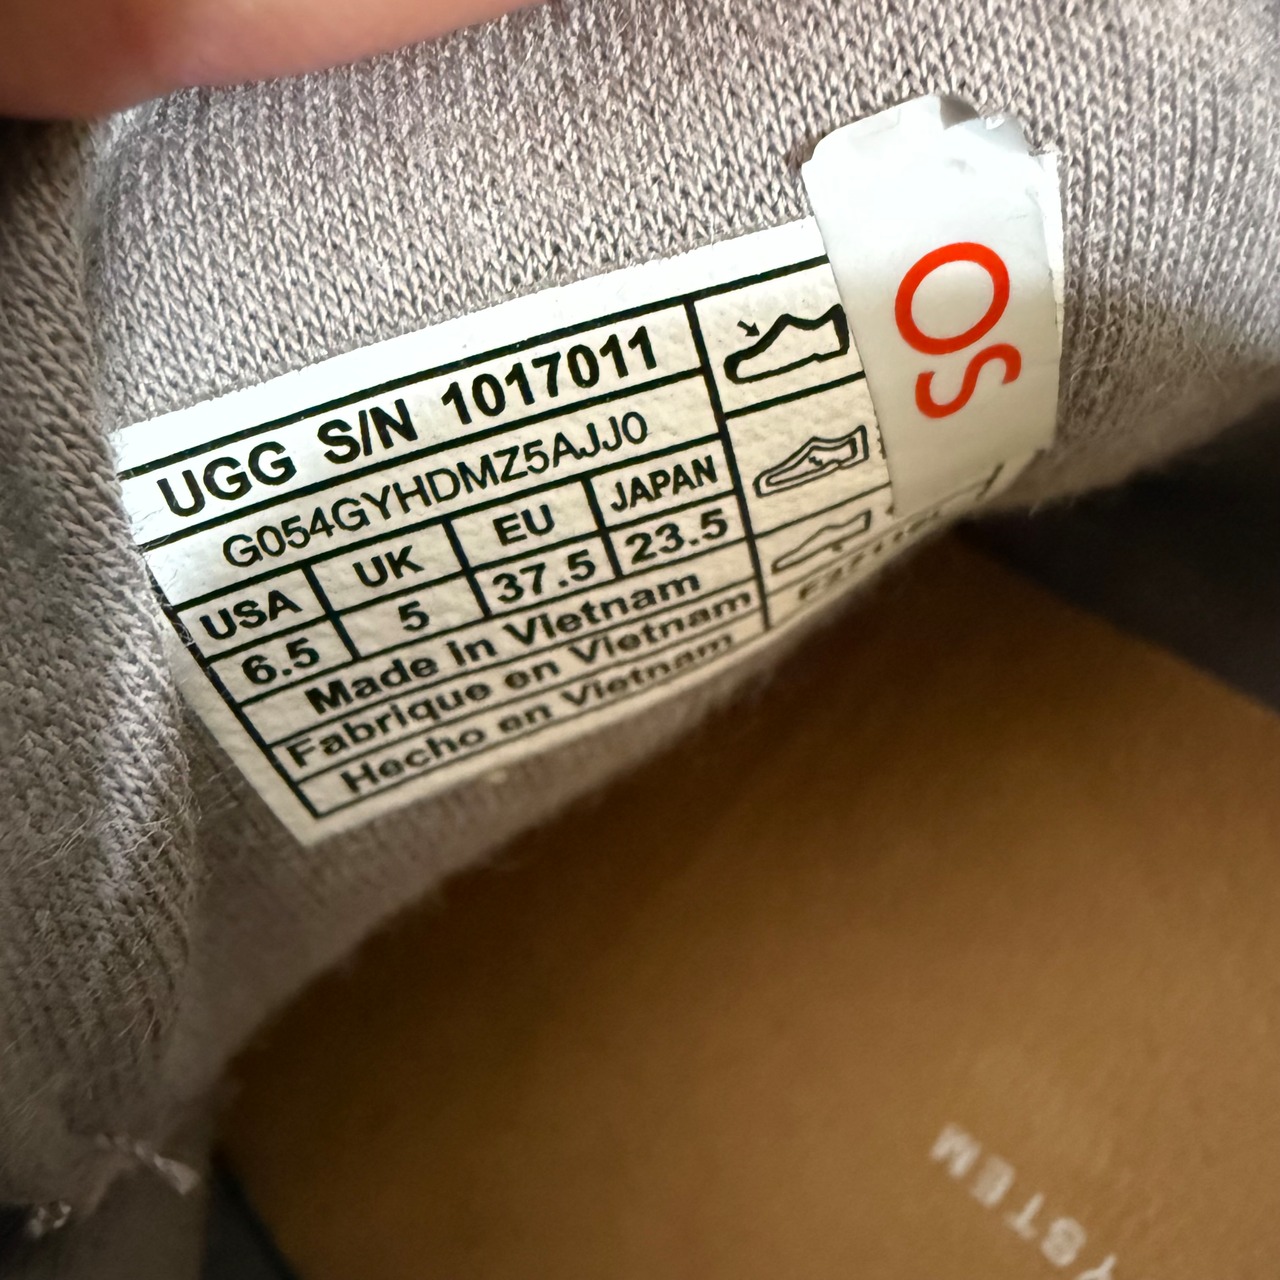 UGG S/N 1017011
G054GYHDMZ5AJJ0
USA UK EU JAPAN
6.5 5 37.5 23.5
Made in Vietnam
Fabrique en Vietnam
Hecho en Vietnam
OS
YSTEM